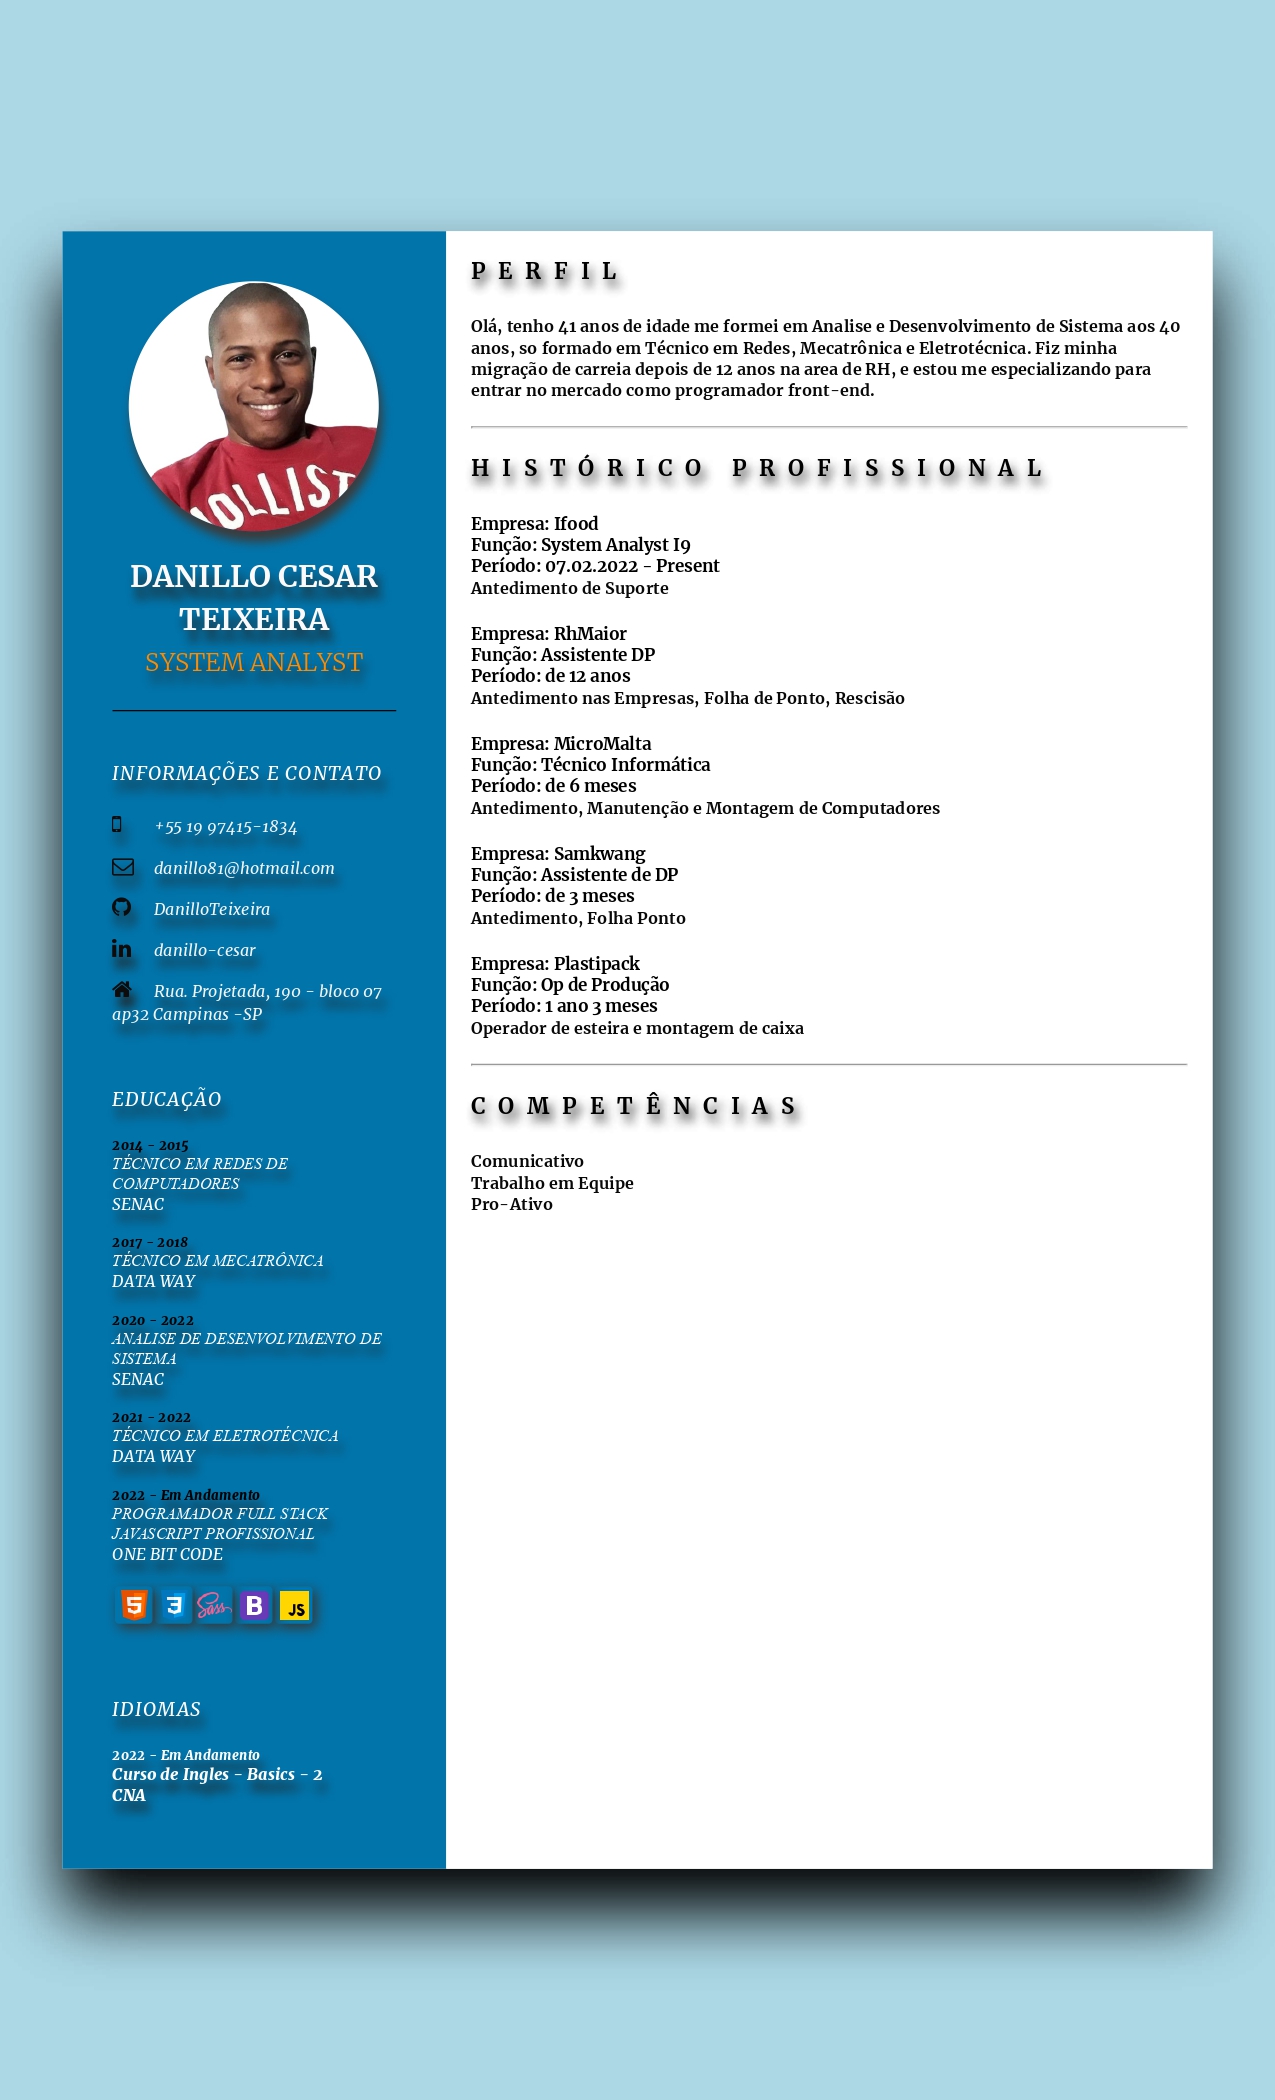 OLLIST
DANILLO CESAR
TEIXEIRA
SYSTEM ANALYST
INFORMAÇÕES E CONTATO
+55 19 97415-1834
danillo81@hotmail.com
DanilloTeixeira
in danillo-cesar
Rua. Projetada, 190 - bloco 07
ap32 Campinas -SP
EDUCAÇÃO
2014 - 2015
TÉCNICO EM REDES DE
COMPUTADORES
SENAC
2017 - 2018
TÉCNICO EM MECATRÔNICA
DATA WAY
2020 - 2022
ANALISE DE DESENVOLVIMENTO DE
SISTEMA
SENAC
2021 - 2022
TÉCNICO EM ELETROTÉCNICA
DATA WAY
2022 - Em Andamento
PROGRAMADOR FULL STACK
JAVASCRIPT PROFISSIONAL
ONE BIT CODE
5 3 Sass B JS
IDIOMAS
2022 - Em Andamento
Curso de Ingles - Basics - 2
CNA
PERFIL
Olá, tenho 41 anos de idade me formei em Analise e Desenvolvimento de Sistema aos 40
anos, so formado em Técnico em Redes, Mecatrônica e Eletrotécnica. Fiz minha
migração de carreia depois de 12 anos na area de RH, e estou me especializando para
entrar no mercado como programador front-end.
HISTÓRICO PROFISSIONAL
Empresa: Ifood
Função: System Analyst I9
Período: 07.02.2022 - Present
Antedimento de Suporte
Empresa: RhMaior
Função: Assistente DP
Período: de 12 anos
Antedimento nas Empresas, Folha de Ponto, Rescisão
Empresa: MicroMalta
Função: Técnico Informática
Período: de 6 meses
Antedimento, Manutenção e Montagem de Computadores
Empresa: Samkwang
Função: Assistente de DP
Período: de 3 meses
Antedimento, Folha Ponto
Empresa: Plastipack
Função: Op de Produção
Período: 1 ano 3 meses
Operador de esteira e montagem de caixa
COMPETÊNCIAS
Comunicativo
Trabalho em Equipe
Pro-Ativo